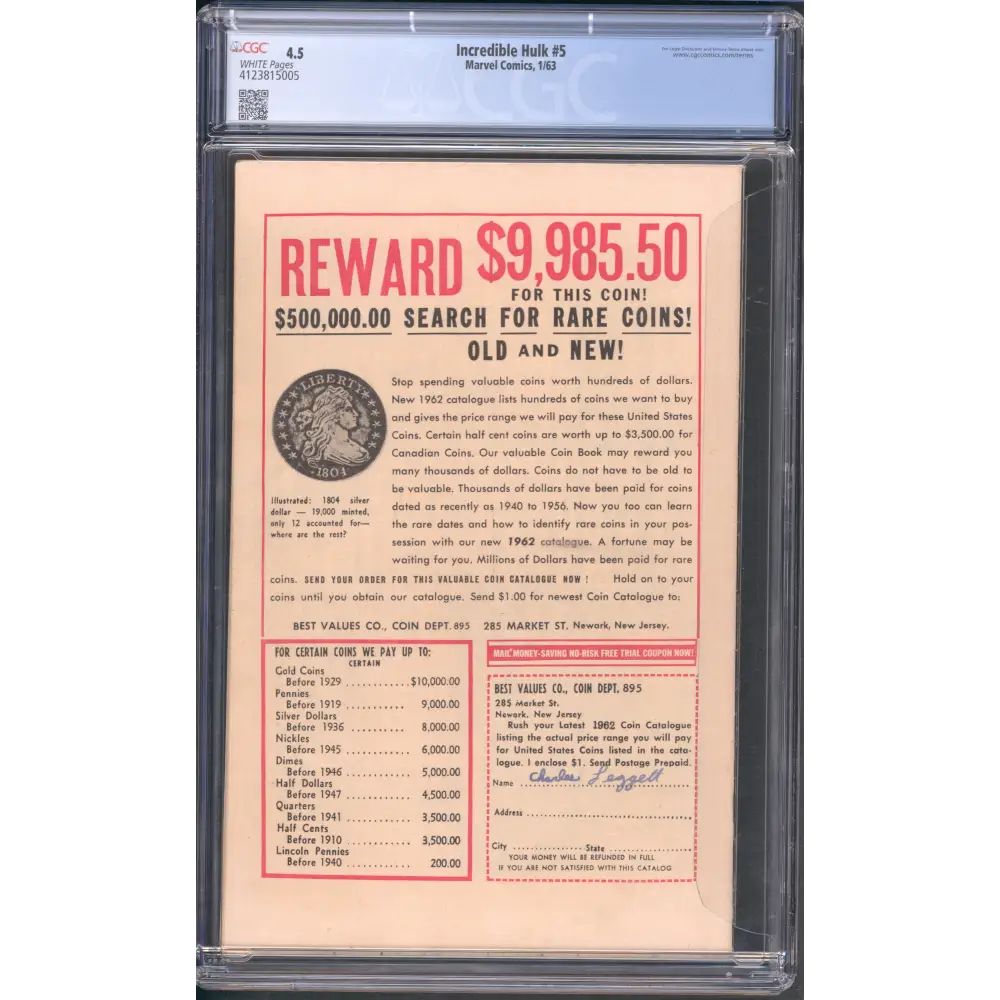 CGC 4.5
WHITE Pages
4123815005
Incredible Hulk #5
Marvel Comics, 1/63
www.cgccomics.com/terms
CGC
REWARD $9,985.50
FOR THIS COIN!
$500,000.00 SEARCH FOR RARE COINS!
OLD AND NEW!
LIBERTY
1804
Illustrated: 1804 silver
dollar — 19,000 minted,
only 12 accounted for—
where are the rest?
Stop spending valuable coins worth hundreds of dollars.
New 1962 catalogue lists hundreds of coins we want to buy
and gives the price range we will pay for these United States
Coins. Certain half cent coins are worth up to $3,500.00 for
Canadian Coins. Our valuable Coin Book may reward you
many thousands of dollars. Coins do not have to be old to
be valuable. Thousands of dollars have been paid for coins
dated as recently as 1940 to 1956. Now you too can learn
the rare dates and how to identify rare coins in your pos-
session with our new 1962 catalogue. A fortune may be
waiting for you. Millions of Dollars have been paid for rare
coins. SEND YOUR ORDER FOR THIS VALUABLE COIN CATALOGUE NOW ! Hold on to your
coins until you obtain our catalogue. Send $1.00 for newest Coin Catalogue to:
BEST VALUES CO., COIN DEPT. 895 285 MARKET ST. Newark, New Jersey.
FOR CERTAIN COINS WE PAY UP TO:
CERTAIN
Gold Coins
Before 1929 ............ $10,000.00
Pennies
Before 1919 ........... 9,000.00
Silver Dollars
Before 1936 ........... 8,000.00
Nickles
Before 1945 ............ 6,000.00
Dimes
Before 1946 ............ 5,000.00
Half Dollars
Before 1947 ............ 4,500.00
Quarters
Before 1941 ............ 3,500.00
Half Cents
Before 1910 ............ 3,500.00
Lincoln Pennies
Before 1940 ............ 200.00
MAIL MONEY-SAVING NO-RISK FREE TRIAL COUPON NOW!
BEST VALUES CO., COIN DEPT. 895
285 Market St.
Newark, New Jersey
Rush your Latest 1962 Coin Catalogue
listing the actual price range you will pay
for United States Coins listed in the cata-
logue. I enclose $1. Send Postage Prepaid.
Name Charles Leggett
Address
City State
YOUR MONEY WILL BE REFUNDED IN FULL
IF YOU ARE NOT SATISFIED WITH THIS CATALOG